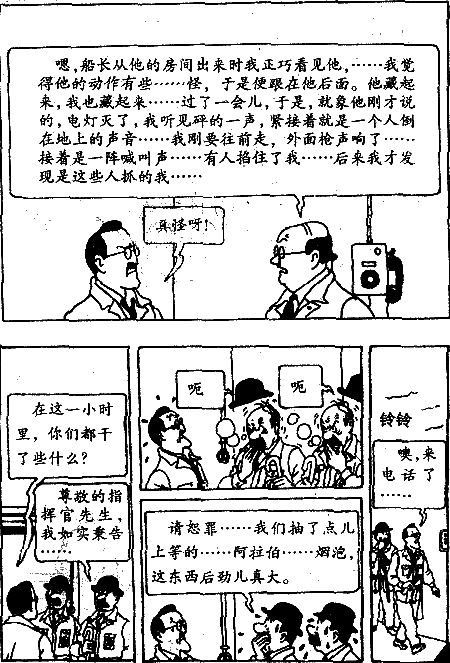 嗯,船长从他的房间出来时我正巧看见他,……我觉
得他的动作有些……怪,于是便跟在他后面。他藏起
来,我也藏起来……过了一会儿,于是,就象他刚才说
的,电灯灭了,我听见砰的一声,紧接着就是一个人倒
在地上的声音……我刚要往前走,外面枪声响了……
接着是一阵喊叫声……有人掐住了我……后来我才发
现是这些人抓的我……
真怪呀!
在这一小时
里,你们都干
了些什么?
尊敬的指
挥官先生,
我如实秉告
……
呃
呃
请恕罪……我们抽了点儿
上等的……阿拉伯……烟泡,
这东西后劲儿真大。
铃铃
噢,来
电话了
……